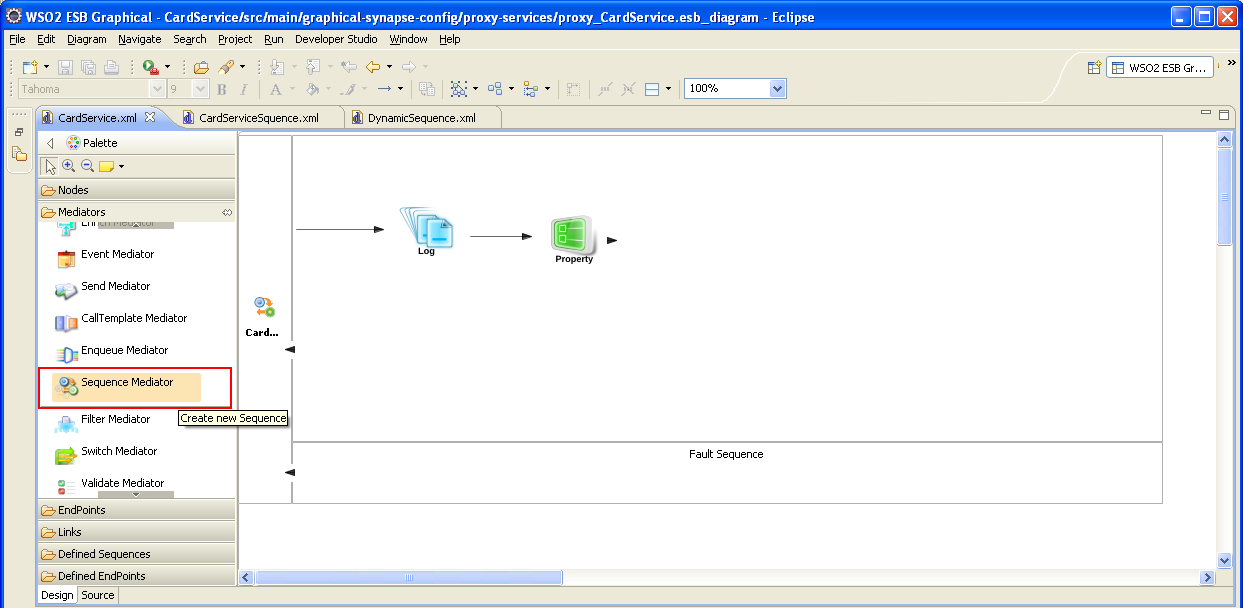 WSO2 ESB Graphical - CardService/src/main/graphical-synapse-config/proxy-services/proxy_CardService.esb_diagram - Eclipse
File Edit Diagram Navigate Search Project Run Developer Studio Window Help
WSO2 ESB Gr...
Tahoma 9 B I A 100%
CardService.xml CardServiceSquence.xml DynamicSequence.xml
Palette
Nodes
Mediators
Enrich Mediator
Event Mediator
Send Mediator
CallTemplate Mediator
Enqueue Mediator
Sequence Mediator
Create new Sequence
Filter Mediator
Switch Mediator
Validate Mediator
EndPoints
Links
Defined Sequences
Defined EndPoints
Design Source
Card...
Log
Property
Fault Sequence